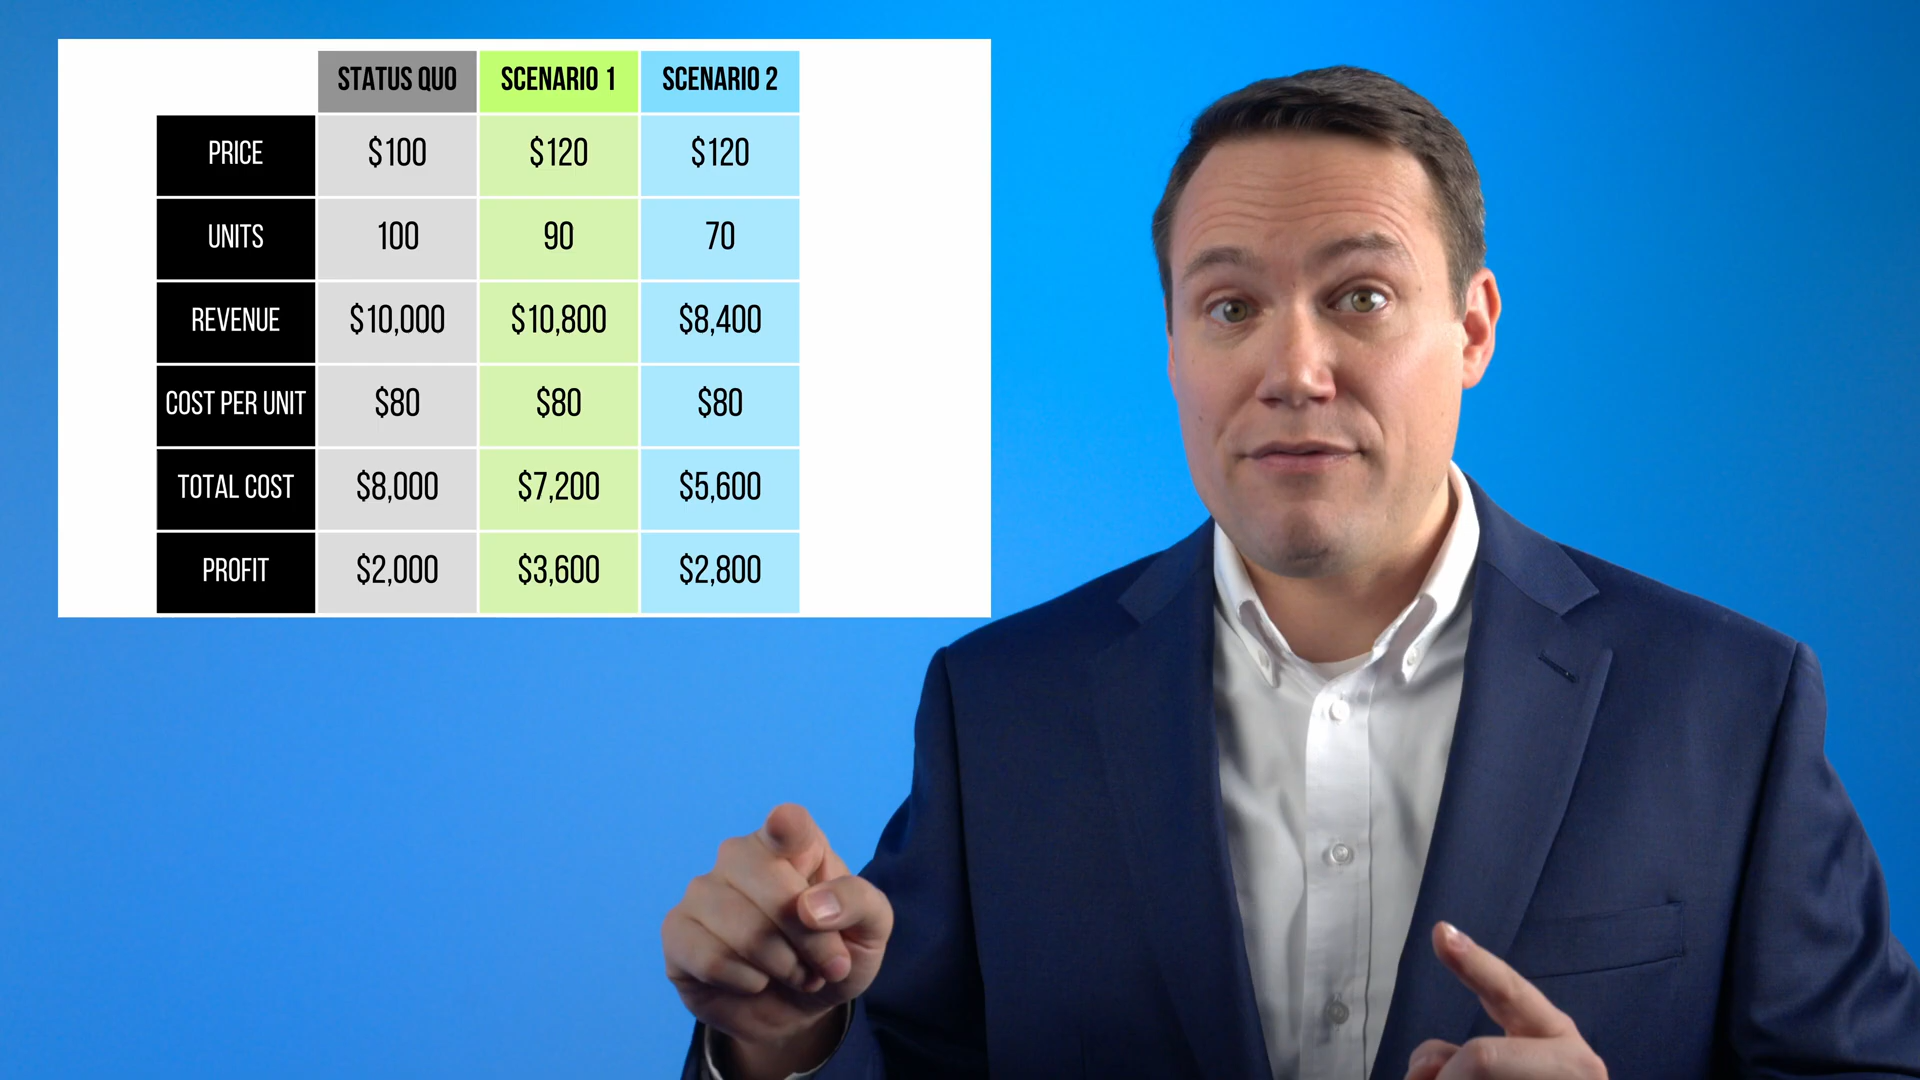 STATUS QUO SCENARIO 1 SCENARIO 2
PRICE $100 $120 $120
UNITS 100 90 70
REVENUE $10,000 $10,800 $8,400
COST PER UNIT $80 $80 $80
TOTAL COST $8,000 $7,200 $5,600
PROFIT $2,000 $3,600 $2,800